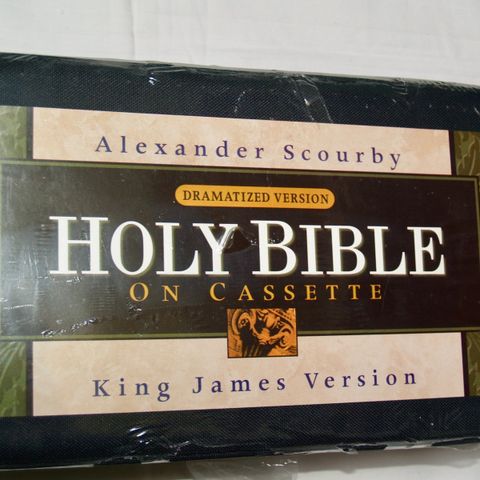 Alexander Scourby
DRAMATIZED VERSION
HOLY BIBLE
ON CASSETTE
King James Version